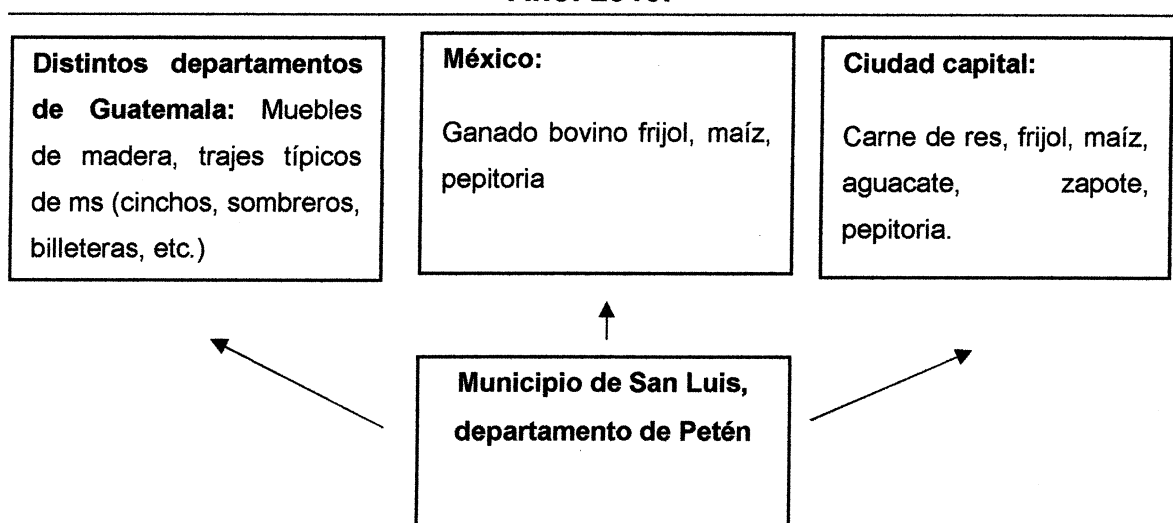 Distintos departamentos
de Guatemala: Muebles
de madera, trajes típicos
de ms (cinchos, sombreros,
billeteras, etc.)
México:
Ganado bovino frijol, maíz,
pepitoria
Ciudad capital:
Carne de res, frijol, maíz,
aguacate, zapote,
pepitoria.
Municipio de San Luis,
departamento de Petén